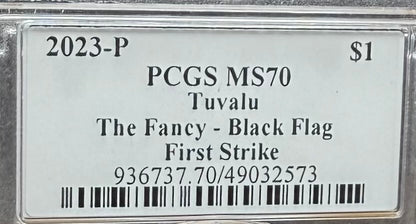 2023-P $1
PCGS MS70
Tuvalu
The Fancy - Black Flag
First Strike
936737.70/49032573